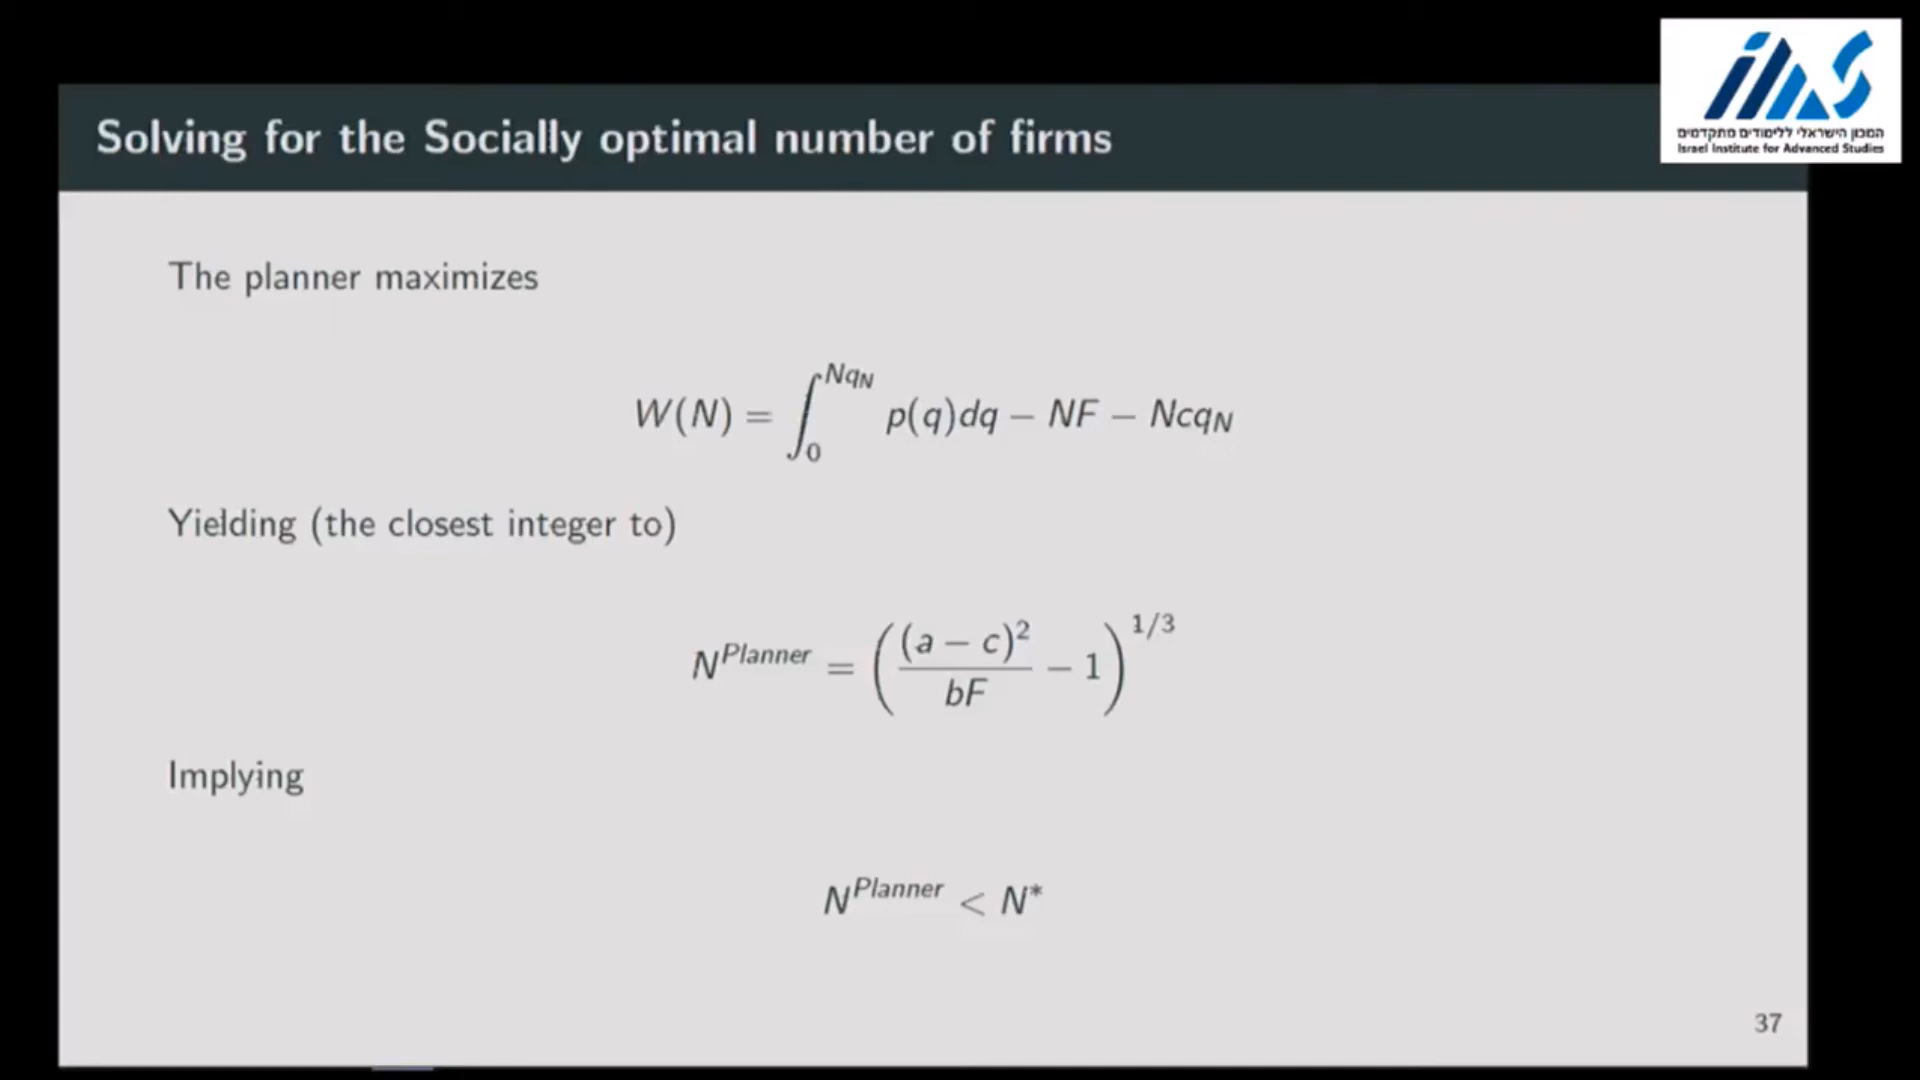 המכון הישראלי ללימודים מתקדמים
Israel Institute for Advanced Studies
Solving for the Socially optimal number of firms
The planner maximizes
W(N) = ∫₀^{Nq_N} p(q)dq − NF − Ncq_N
Yielding (the closest integer to)
N^{Planner} = ((a − c)²/bF − 1)^{1/3}
Implying
N^{Planner} < N*
37